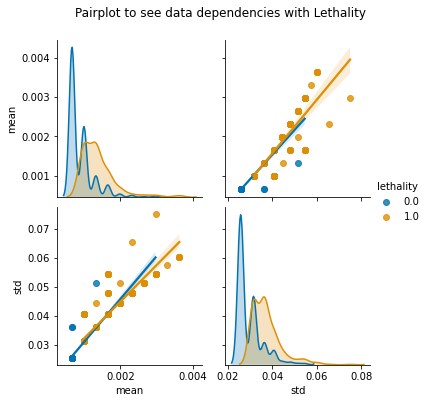 Pairplot to see data dependencies with Lethality
0.004
0.003
0.002
0.001
mean
lethality
0.0
1.0
0.07
0.06
0.05
0.04
0.03
std
0.002 0.004
mean
0.02 0.04 0.06 0.08
std